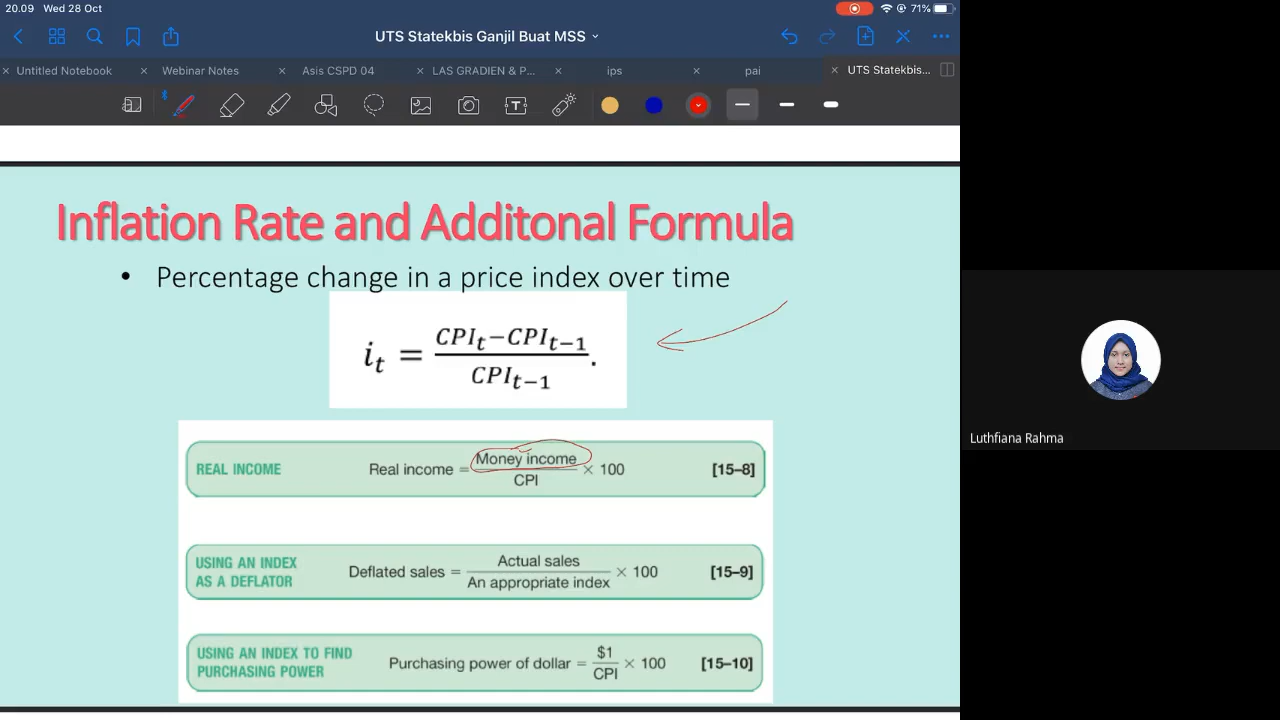 20.09 Wed 28 Oct
71%
UTS Statekbis Ganjil Buat MSS
Untitled Notebook
Webinar Notes
Asis CSPD 04
LAS GRADIEN & P...
ips
pai
UTS Statekbis...
T
Inflation Rate and Additonal Formula
• Percentage change in a price index over time
i_t = (CPI_t − CPI_{t−1}) / CPI_{t−1}.
REAL INCOME
Real income = Money income / CPI × 100
[15–8]
USING AN INDEX
AS A DEFLATOR
Deflated sales = Actual sales / An appropriate index × 100
[15–9]
USING AN INDEX TO FIND
PURCHASING POWER
Purchasing power of dollar = $1 / CPI × 100
[15–10]
Luthfiana Rahma